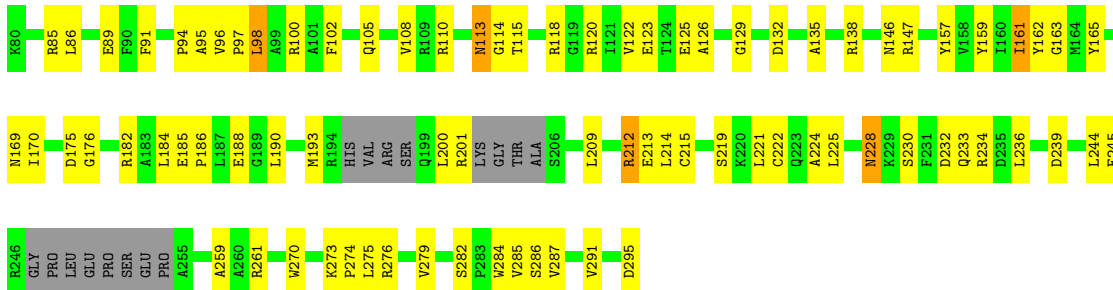 K80 R85 L86 E89 F90 F91 P94 A95 V96 P97 L98 A99 R100 A101 F102 Q105 V108 R109 R110 N113 G114 T115 R118 G119 R120 I121 V122 E123 T124 E125 A126 G129 D132 A135 R138 N146 R147 Y157 V158 Y159 I160 I161 Y162 G163 M164 Y165
N169 I170 D175 G176 R182 A183 L184 E185 P186 L187 E188 G189 L190 M193 R194 HIS VAL ARG SER Q199 L200 R201 LYS GLY THR ALA S206 L209 R212 E213 L214 C215 S219 K220 L221 C222 Q223 A224 L225 N228 K229 S230 F231 D232 Q233 R234 D235 L236 D239 L244
R246 GLY PRO LEU GLU PRO SER GLU PRO A255 A259 A260 R261 W270 K273 P274 L275 R276 V279 S282 P283 W284 V285 S286 V287 V291 D295